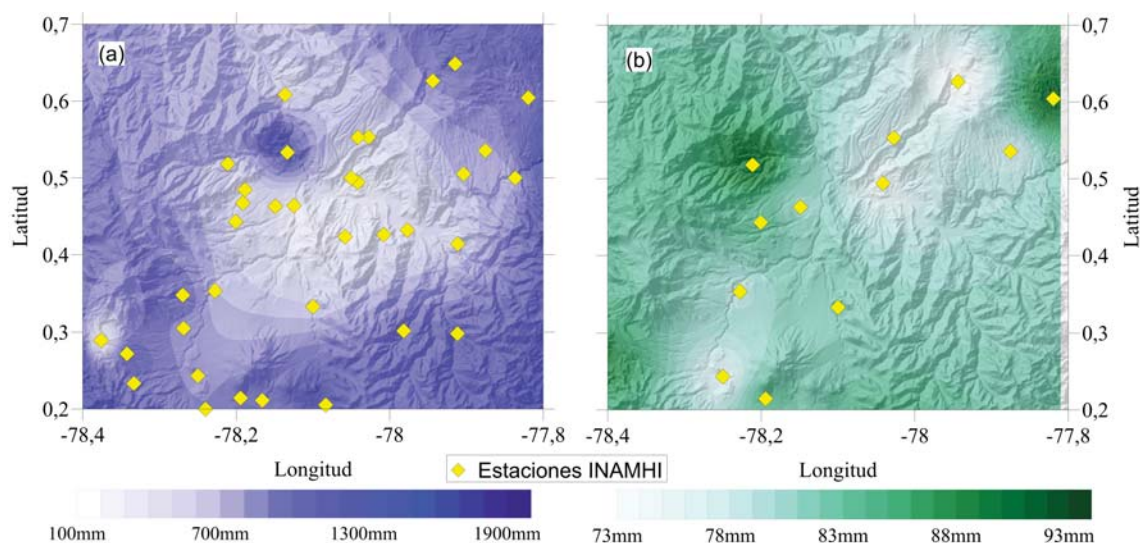 0,7
(a)
0,6
0,5
0,4
0,3
0,2
Latitud
-78,4 -78,2 -78 -77,8
Longitud
(b)
0,7
0,6
0,5
0,4
0,3
0,2
Latitud
-78,4 -78,2 -78 -77,8
Longitud
Estaciones INAMHI
100mm 700mm 1300mm 1900mm
73mm 78mm 83mm 88mm 93mm